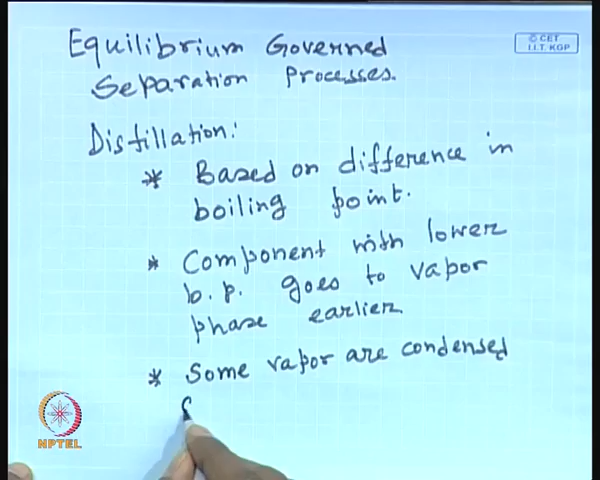 Equilibrium Governed
© CET
I.I.T. KGP
Separation Processes.
Distillation:
* Based on difference in
boiling point.
* Component with lower
b.p. goes to vapor
phase earlier.
* Some vapor are condensed
NPTEL